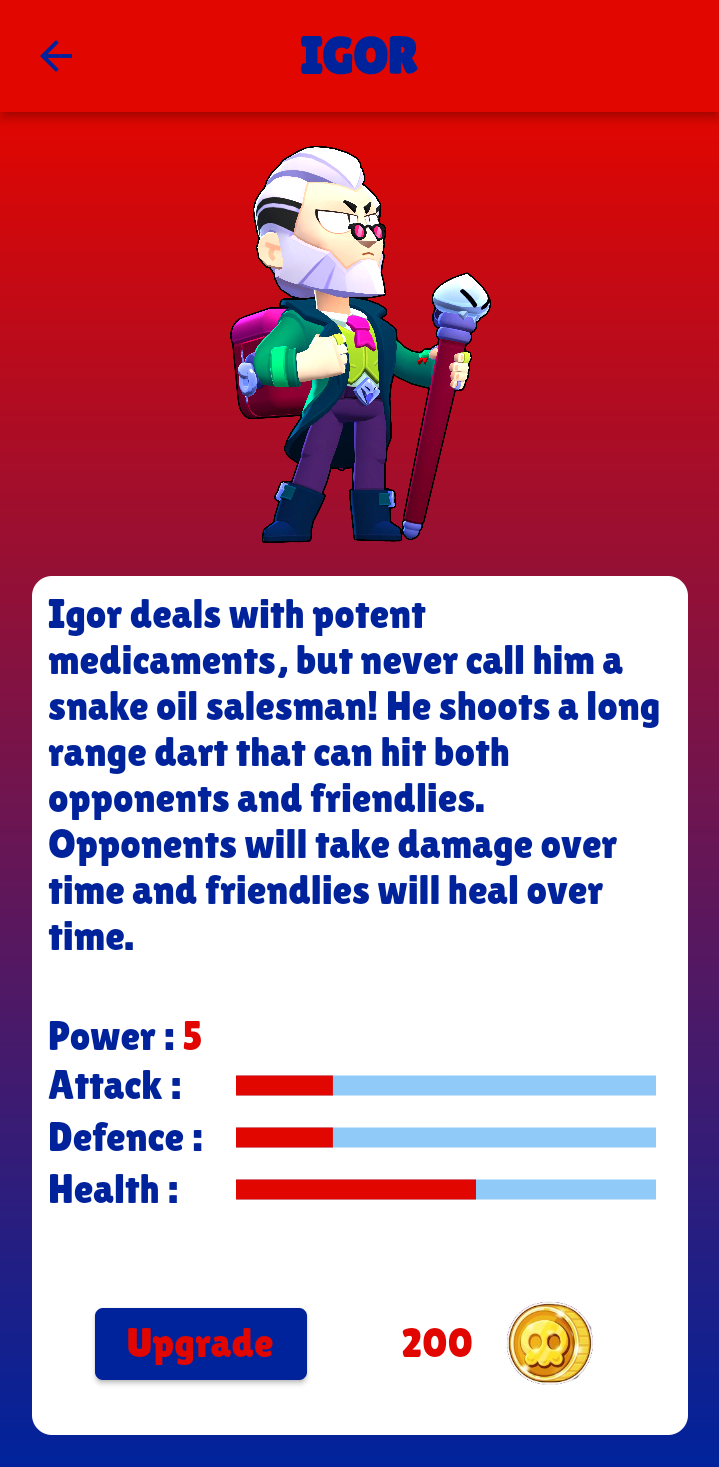 IGOR
Igor deals with potent
medicaments, but never call him a
snake oil salesman! He shoots a long
range dart that can hit both
opponents and friendlies.
Opponents will take damage over
time and friendlies will heal over
time.
Power : 5
Attack :
Defence :
Health :
Upgrade 200